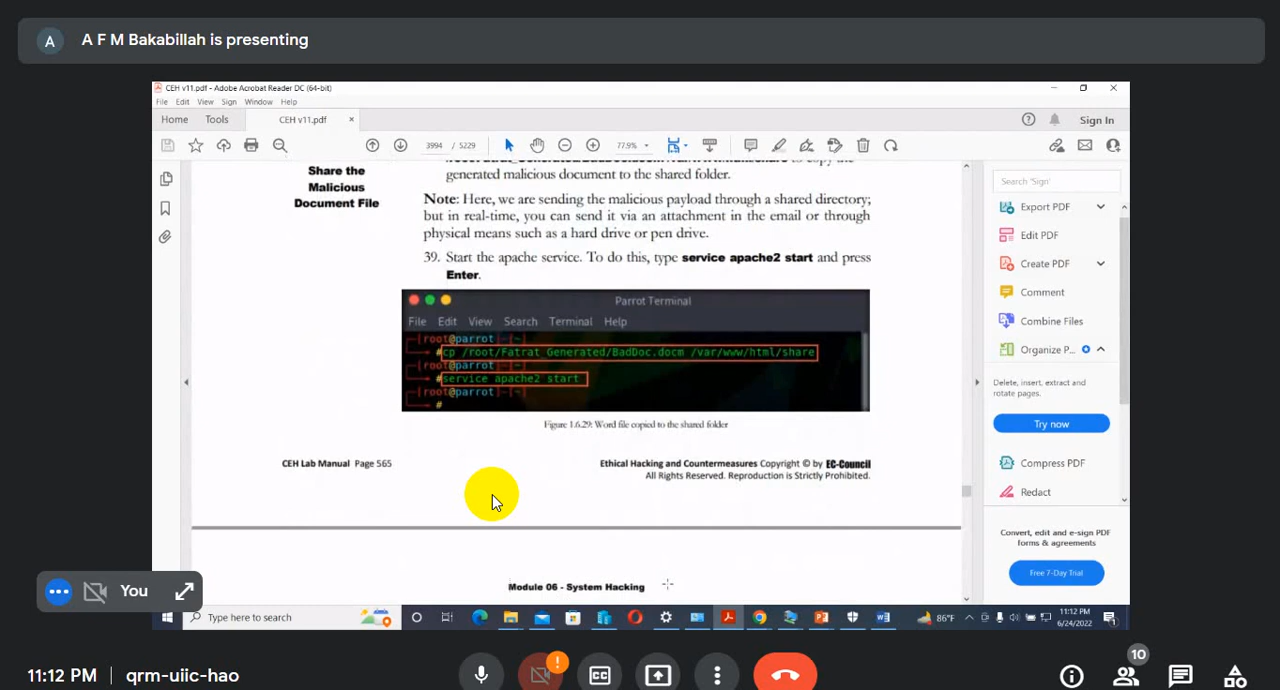 A
A F M Bakabillah is presenting
CEH v11.pdf - Adobe Acrobat Reader DC (64-bit)
File Edit View Sign Window Help
Home Tools CEH v11.pdf × Sign In
3994 / 5229 77.9%
Share the
Malicious
Document File
generated malicious document to the shared folder.
Note: Here, we are sending the malicious payload through a shared directory;
but in real-time, you can send it via an attachment in the email or through
physical means such as a hard drive or pen drive.
39. Start the apache service. To do this, type service apache2 start and press
Enter.
Parrot Terminal
File Edit View Search Terminal Help
[root@parrot]─[~]
#cp /root/Fatrat_Generated/BadDoc.docm /var/www/html/share
[root@parrot]─[~]
#service apache2 start
[root@parrot]─[~]
#
Figure 1.6.29: Word file copied to the shared folder
CEH Lab Manual Page 565
Ethical Hacking and Countermeasures Copyright © by EC-Council
All Rights Reserved. Reproduction is Strictly Prohibited.
Module 06 - System Hacking
Search 'Sign'
Export PDF
Edit PDF
Create PDF
Comment
Combine Files
Organize P...
Delete, insert, extract and
rotate pages.
Try now
Compress PDF
Redact
Convert, edit and e-sign PDF
forms & agreements
Free 7-Day Trial
You
Type here to search
86°F
11:12 PM
6/24/2022
11:12 PM | qrm-uiic-hao
CC
10